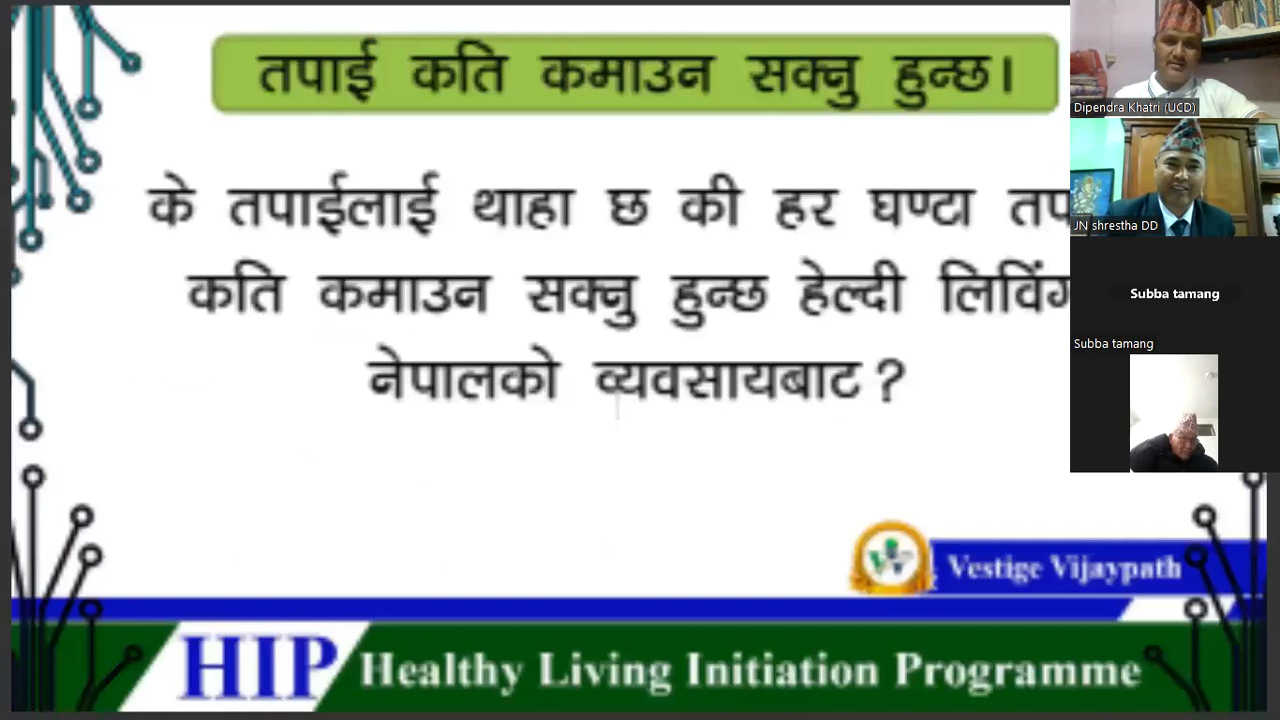 तपाई कति कमाउन सक्नु हुन्छ।
के तपाईलाई थाहा छ की हर घण्टा
कति कमाउन सक्नु हुन्छ हेल्दी लिविंग
नेपालको व्यवसायबाट ?
Vestige Vijaypath
HIP Healthy Living Initiation Programme
Dipendra Khatri (UCD)
JN shrestha DD
Subba tamang
Subba tamang